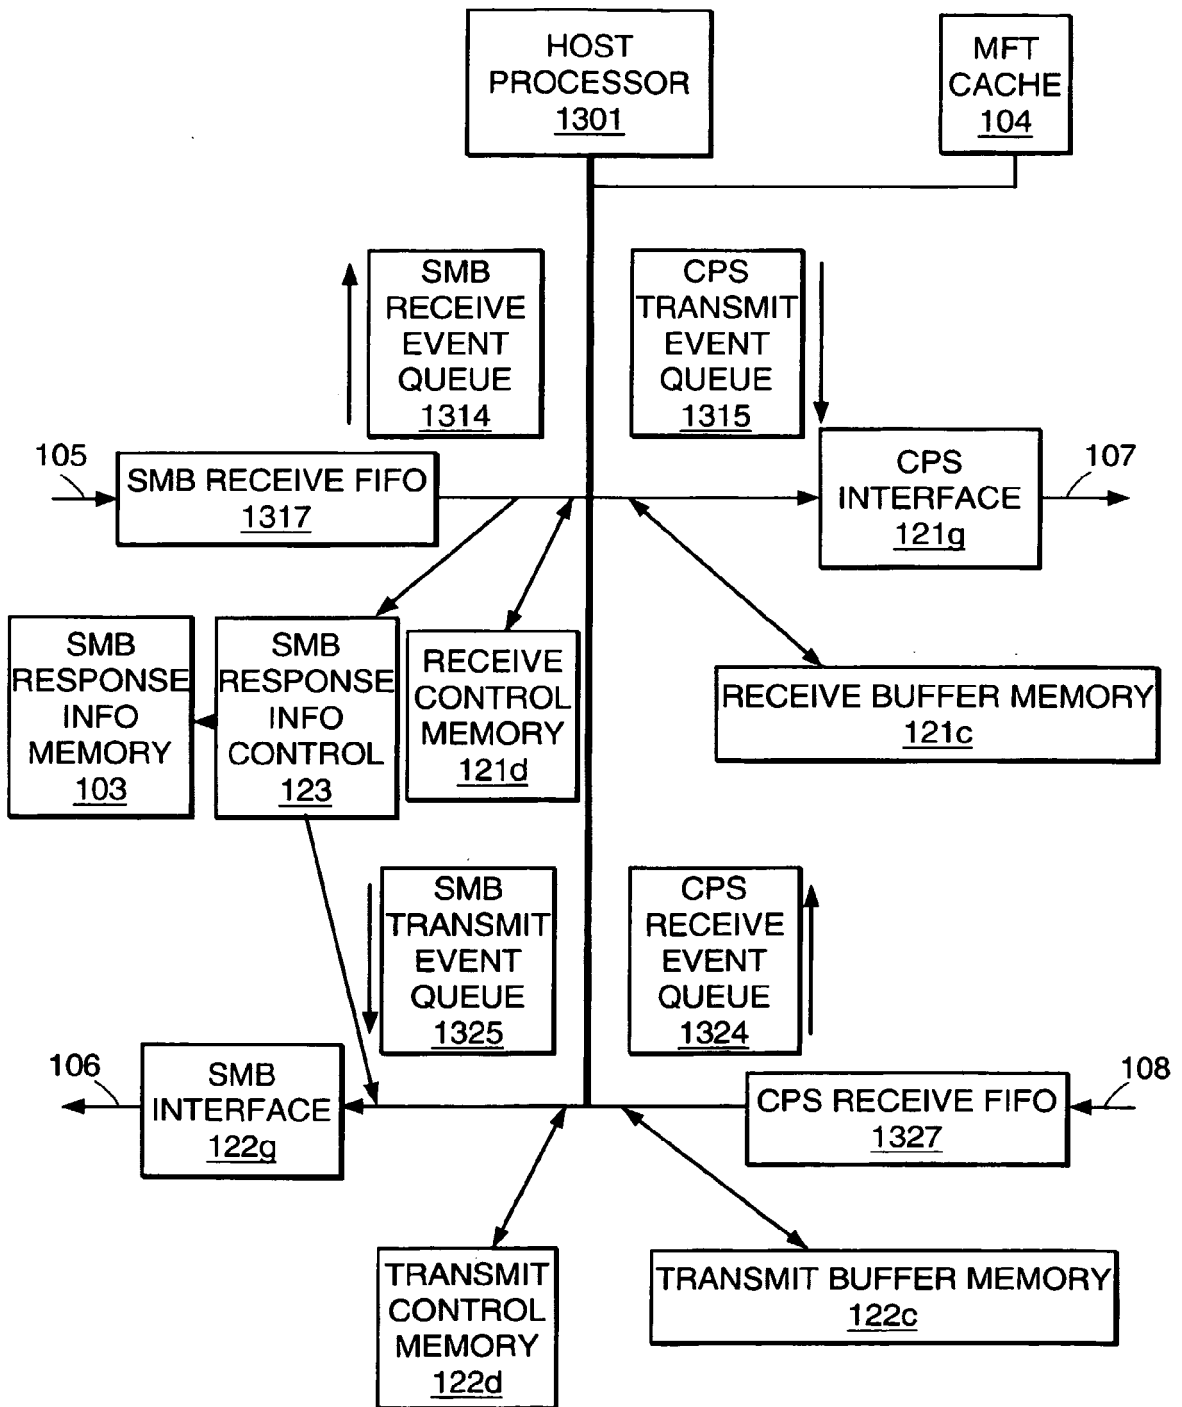 HOST
PROCESSOR
1301
MFT
CACHE
104
SMB
RECEIVE
EVENT
QUEUE
1314
CPS
TRANSMIT
EVENT
QUEUE
1315
105
SMB RECEIVE FIFO
1317
CPS
INTERFACE
121g
107
SMB
RESPONSE
INFO
MEMORY
103
SMB
RESPONSE
INFO
CONTROL
123
RECEIVE
CONTROL
MEMORY
121d
RECEIVE BUFFER MEMORY
121c
SMB
TRANSMIT
EVENT
QUEUE
1325
CPS
RECEIVE
EVENT
QUEUE
1324
106
SMB
INTERFACE
122g
CPS RECEIVE FIFO
1327
108
TRANSMIT
CONTROL
MEMORY
122d
TRANSMIT BUFFER MEMORY
122c